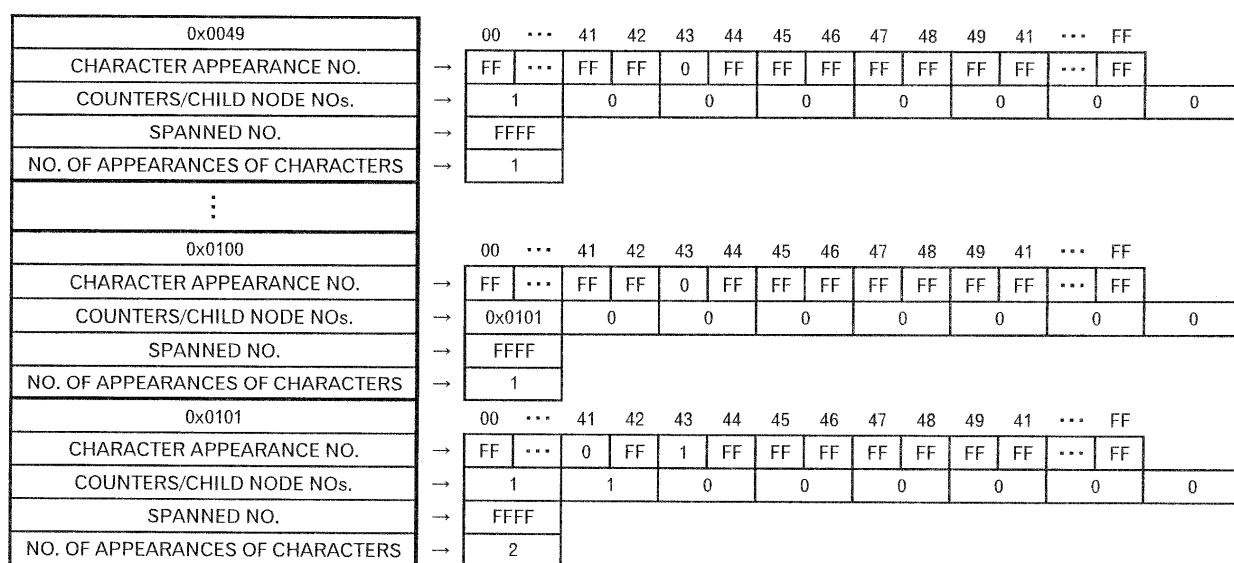 0x0049
00 ... 41 42 43 44 45 46 47 48 49 41 ... FF
CHARACTER APPEARANCE NO. → FF ... FF FF 0 FF FF FF FF FF FF FF ... FF
COUNTERS/CHILD NODE NOs. → 1 0 0 0 0 0 0 0
SPANNED NO. → FFFF
NO. OF APPEARANCES OF CHARACTERS → 1
⋮
0x0100
00 ... 41 42 43 44 45 46 47 48 49 41 ... FF
CHARACTER APPEARANCE NO. → FF ... FF FF 0 FF FF FF FF FF FF FF ... FF
COUNTERS/CHILD NODE NOs. → 0x0101 0 0 0 0 0 0 0
SPANNED NO. → FFFF
NO. OF APPEARANCES OF CHARACTERS → 1
0x0101
00 ... 41 42 43 44 45 46 47 48 49 41 ... FF
CHARACTER APPEARANCE NO. → FF ... 0 FF 1 FF FF FF FF FF FF FF ... FF
COUNTERS/CHILD NODE NOs. → 1 1 0 0 0 0 0 0
SPANNED NO. → FFFF
NO. OF APPEARANCES OF CHARACTERS → 2